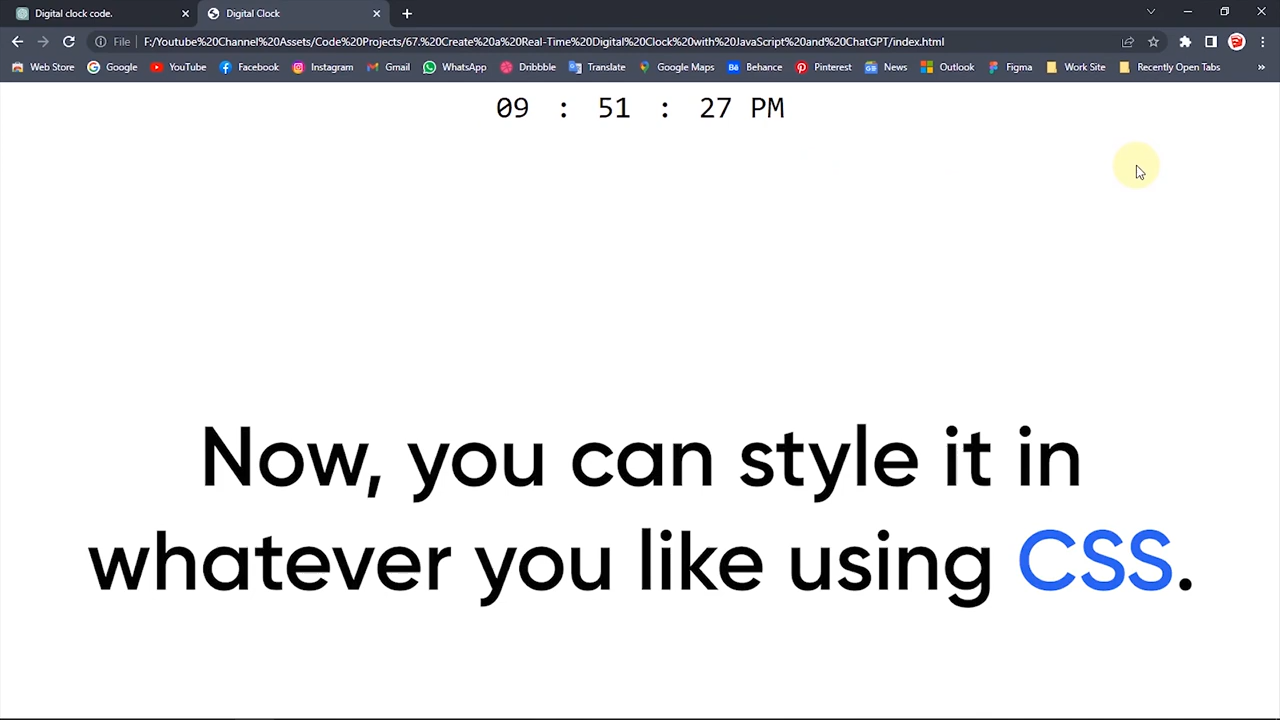 Digital clock code.
Digital Clock
File
F:/Youtube%20Channel%20Assets/Code%20Projects/67.%20Create%20a%20Real-Time%20Digital%20Clock%20with%20JavaScript%20and%20ChatGPT/index.html
Web Store Google YouTube Facebook Instagram Gmail WhatsApp Dribbble Translate Google Maps Behance Pinterest News Outlook Figma Work Site Recently Open Tabs
09 : 51 : 27 PM
Now, you can style it in
whatever you like using CSS.